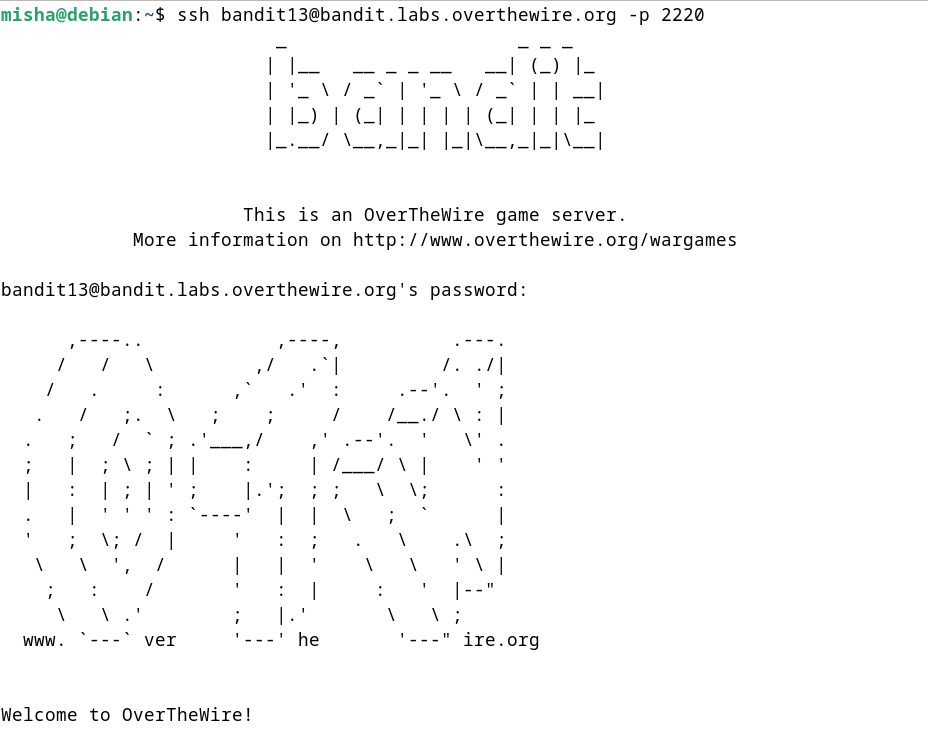 misha@debian:~$ ssh bandit13@bandit.labs.overthewire.org -p 2220
                         _                     _ _ _
                        | |__   __ _ _ __   __| (_) |_
                        | '_ \ / _` | '_ \ / _` | | __|
                        | |_) | (_| | | | | (_| | | |_
                        |_.__/ \__,_|_| |_|\__,_|_|\__|
                      This is an OverTheWire game server.
            More information on http://www.overthewire.org/wargames
bandit13@bandit.labs.overthewire.org's password:
      ,----..            ,----,          .---.
     /   /   \         ,/   .`|         /. ./|
    /   .     :      ,`   .'  :     .--'.  ' ;
   .   /   ;.  \   ;    ;     /    /__./ \ : |
  .   ;   /  ` ; .'___,/    ,' .--'.  '   \' .
  ;   |  ; \ ; | |    :     | /___/ \ |    ' '
  |   :  | ; | ' ;    |.';  ; ;   \  \;      :
  .   |  ' ' ' : `----'  |  |  \   ;  `      |
  '   ;  \; /  |     '   :  ;   .   \    .\  ;
   \   \  ', /       |   |  '    \   \   ' \ |
    ;   :    /       '   :  |     :   '  |--"
     \   \ .'        ;   |.'       \   \ ;
  www. `---` ver     '---' he       '---" ire.org
Welcome to OverTheWire!